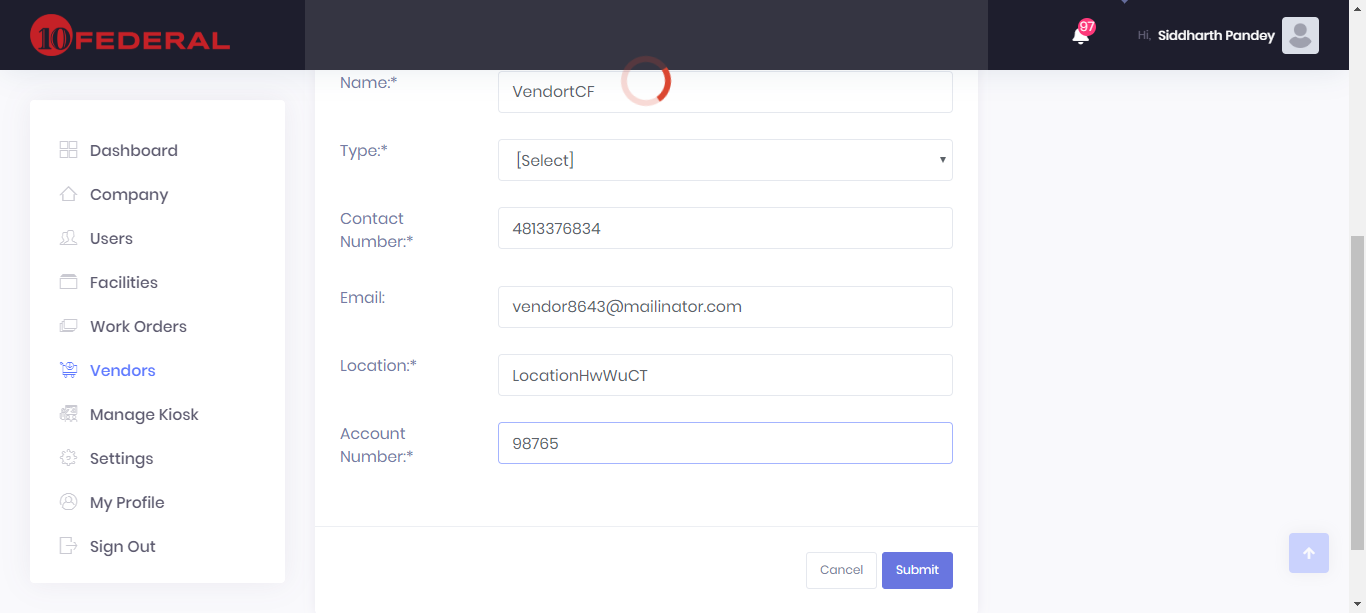 10 FEDERAL
97
Hi, Siddharth Pandey
Dashboard
Company
Users
Facilities
Work Orders
Vendors
Manage Kiosk
Settings
My Profile
Sign Out
Name:*
VendortCF
Type:*
[Select]
Contact
Number:*
4813376834
Email:
vendor8643@mailinator.com
Location:*
LocationHwWuCT
Account
Number:*
98765
Cancel
Submit